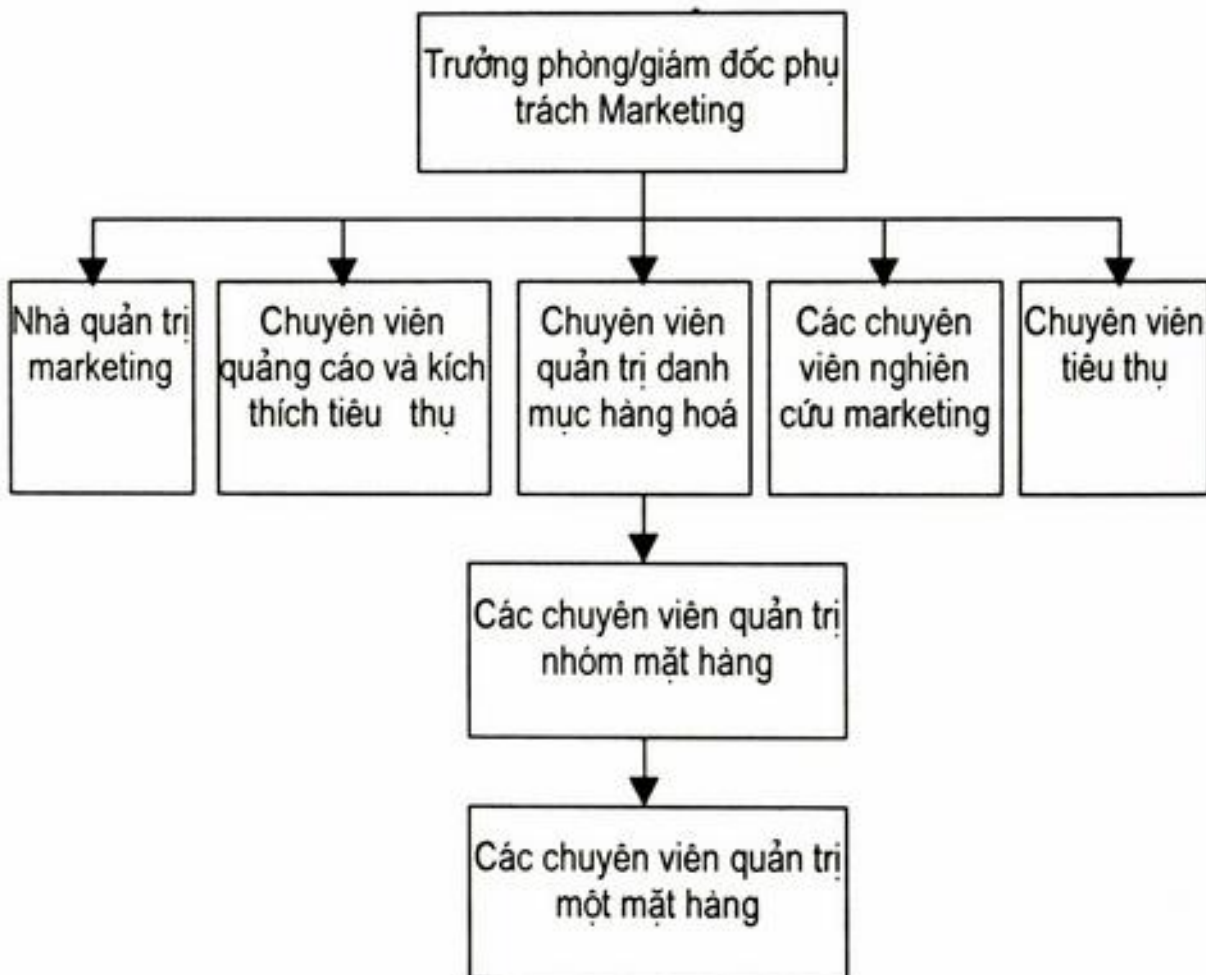 Trưởng phòng/giám đốc phụ
trách Marketing
Nhà quản trị
marketing
Chuyên viên
quảng cáo và kích
thích tiêu thụ
Chuyên viên
quản trị danh
mục hàng hoá
Các chuyên
viên nghiên
cứu marketing
Chuyên viên
tiêu thụ
Các chuyên viên quản trị
nhóm mặt hàng
Các chuyên viên quản trị
một mặt hàng